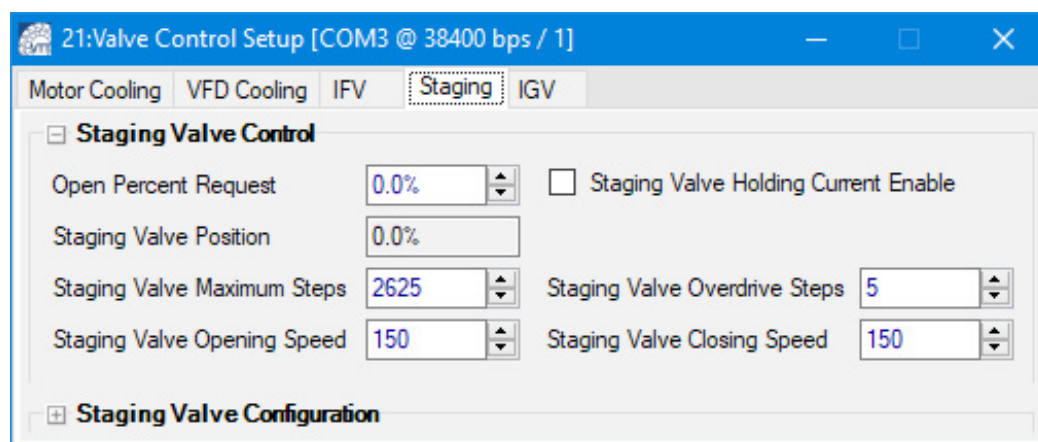 21:Valve Control Setup [COM3 @ 38400 bps / 1]
Motor Cooling VFD Cooling IFV Staging IGV
Staging Valve Control
Open Percent Request 0.0% Staging Valve Holding Current Enable
Staging Valve Position 0.0%
Staging Valve Maximum Steps 2625 Staging Valve Overdrive Steps 5
Staging Valve Opening Speed 150 Staging Valve Closing Speed 150
Staging Valve Configuration